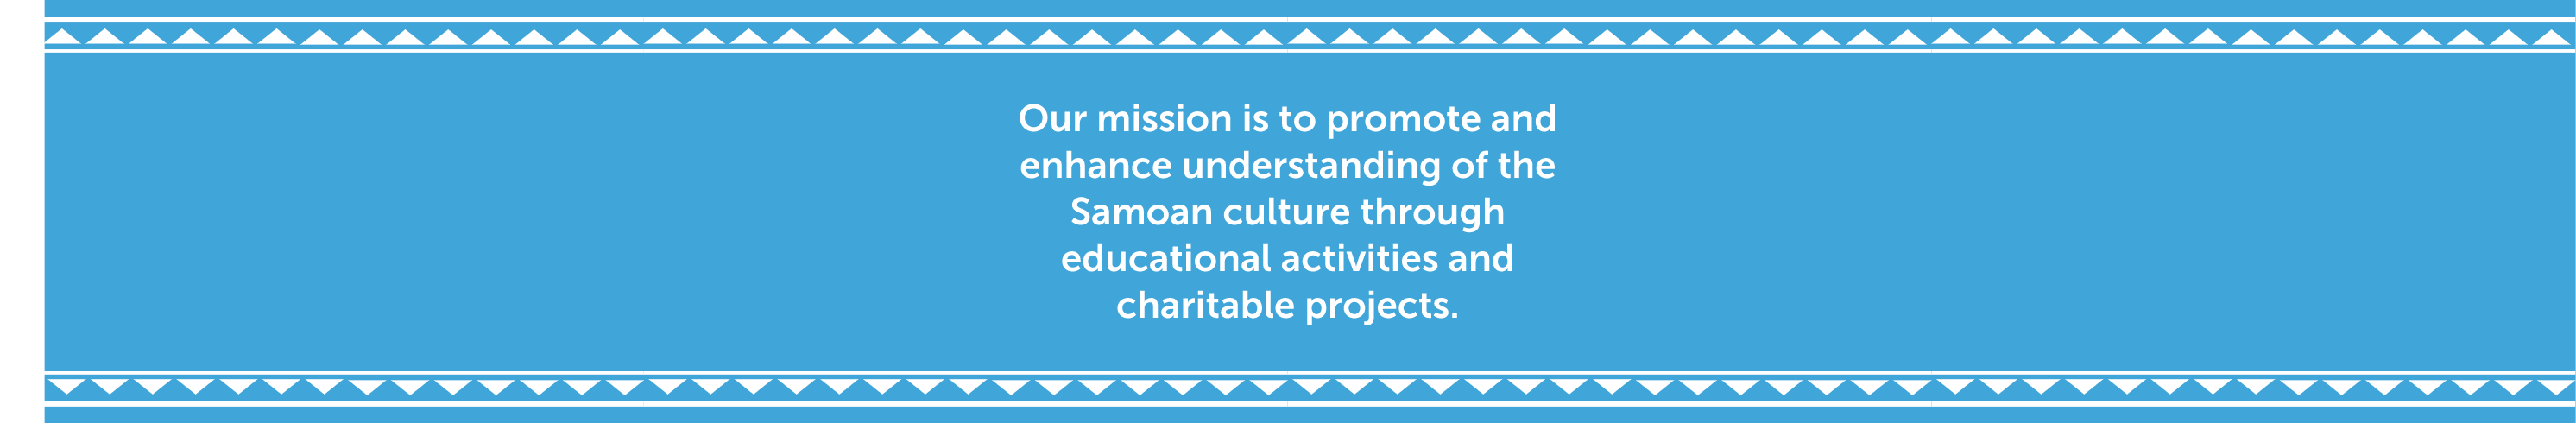 Our mission is to promote and
enhance understanding of the
Samoan culture through
educational activities and
charitable projects.